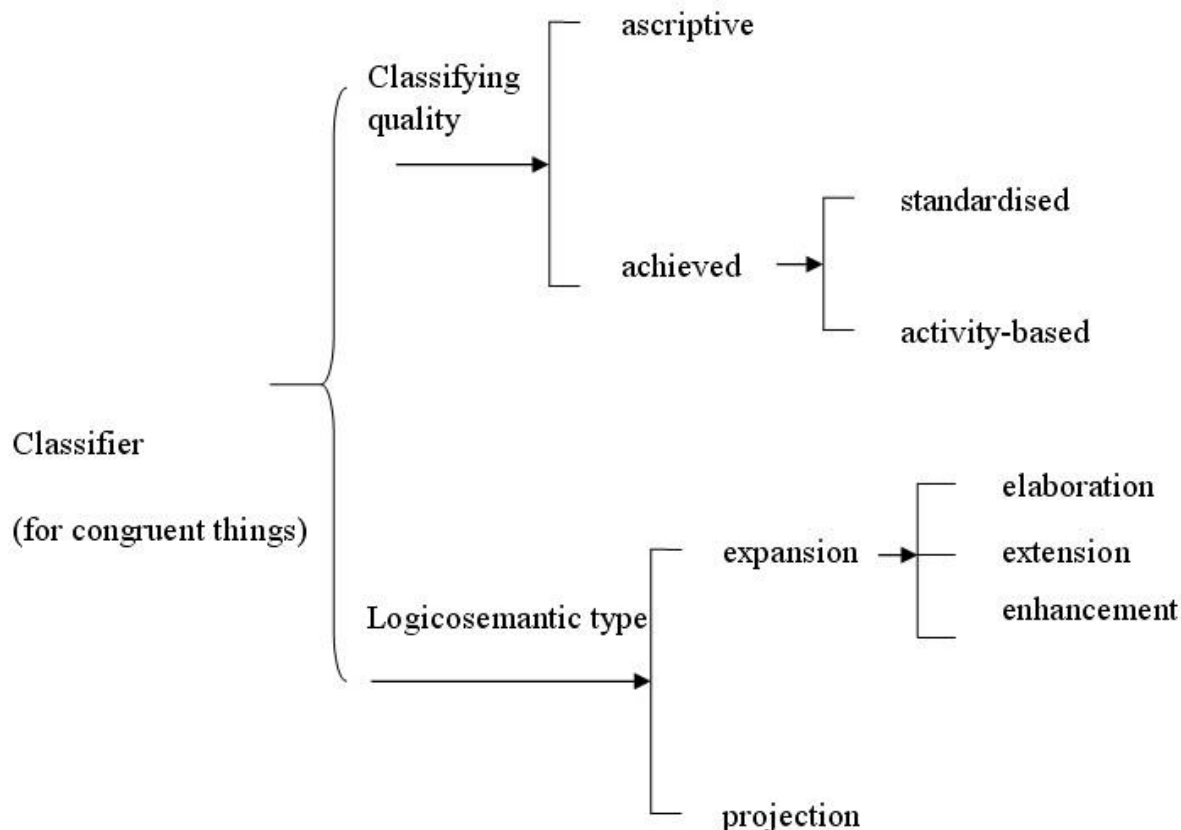 ascriptive
Classifying
quality
standardised
achieved
activity-based
Classifier
(for congruent things)
elaboration
expansion
extension
enhancement
Logicosemantic type
projection